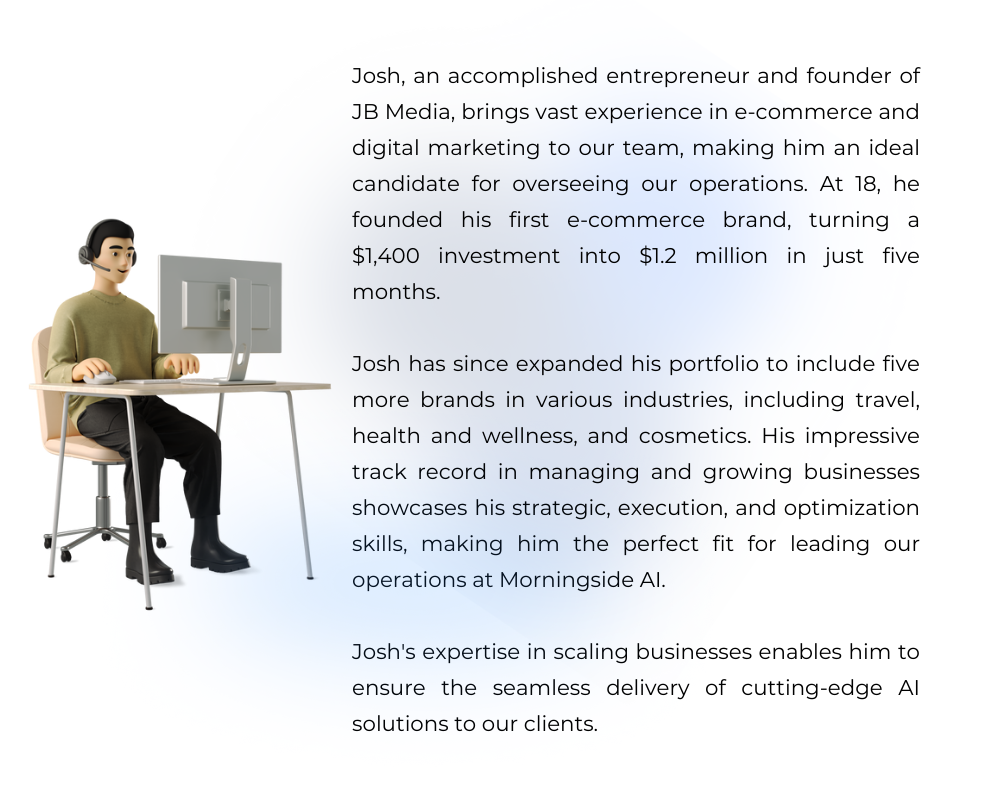 Josh, an accomplished entrepreneur and founder of
JB Media, brings vast experience in e-commerce and
digital marketing to our team, making him an ideal
candidate for overseeing our operations. At 18, he
founded his first e-commerce brand, turning a
$1,400 investment into $1.2 million in just five
months.
Josh has since expanded his portfolio to include five
more brands in various industries, including travel,
health and wellness, and cosmetics. His impressive
track record in managing and growing businesses
showcases his strategic, execution, and optimization
skills, making him the perfect fit for leading our
operations at Morningside AI.
Josh's expertise in scaling businesses enables him to
ensure the seamless delivery of cutting-edge AI
solutions to our clients.